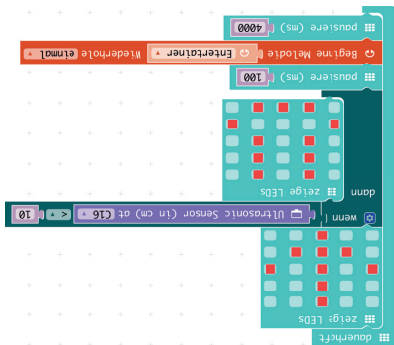 dauerhaft
zeige LEDs
wenn Ultrasonic Sensor (in cm) at C16 10
dann zeige LEDs
pausiere (ms) 100
Beginne Melodie Entertainer Wiederhole einmal
pausiere (ms) 4000